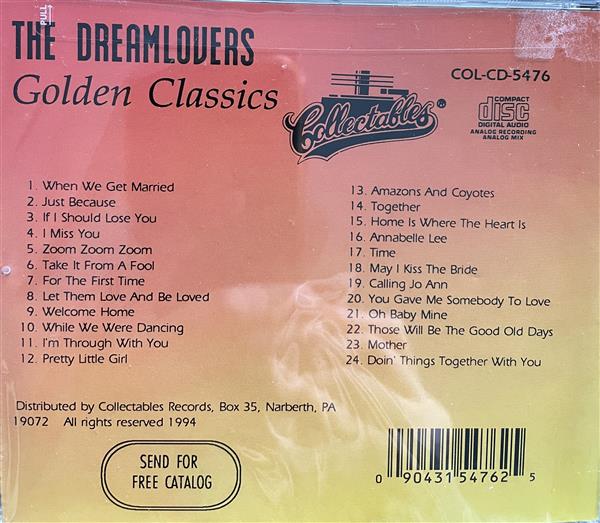 PULL
THE DREAMLOVERS
Golden Classics
Collectables®
COL-CD-5476
COMPACT
disc
DIGITAL AUDIO
ANALOG RECORDING
ANALOG MIX
1. When We Get Married
2. Just Because
3. If I Should Lose You
4. I Miss You
5. Zoom Zoom Zoom
6. Take It From A Fool
7. For The First Time
8. Let Them Love And Be Loved
9. Welcome Home
10. While We Were Dancing
11. I'm Through With You
12. Pretty Little Girl
13. Amazons And Coyotes
14. Together
15. Home Is Where The Heart Is
16. Annabelle Lee
17. Time
18. May I Kiss The Bride
19. Calling Jo Ann
20. You Gave Me Somebody To Love
21. Oh Baby Mine
22. Those Will Be The Good Old Days
23. Mother
24. Doin' Things Together With You
Distributed by Collectables Records, Box 35, Narberth, PA
19072 All rights reserved 1994
SEND FOR
FREE CATALOG
0 90431 54762 5